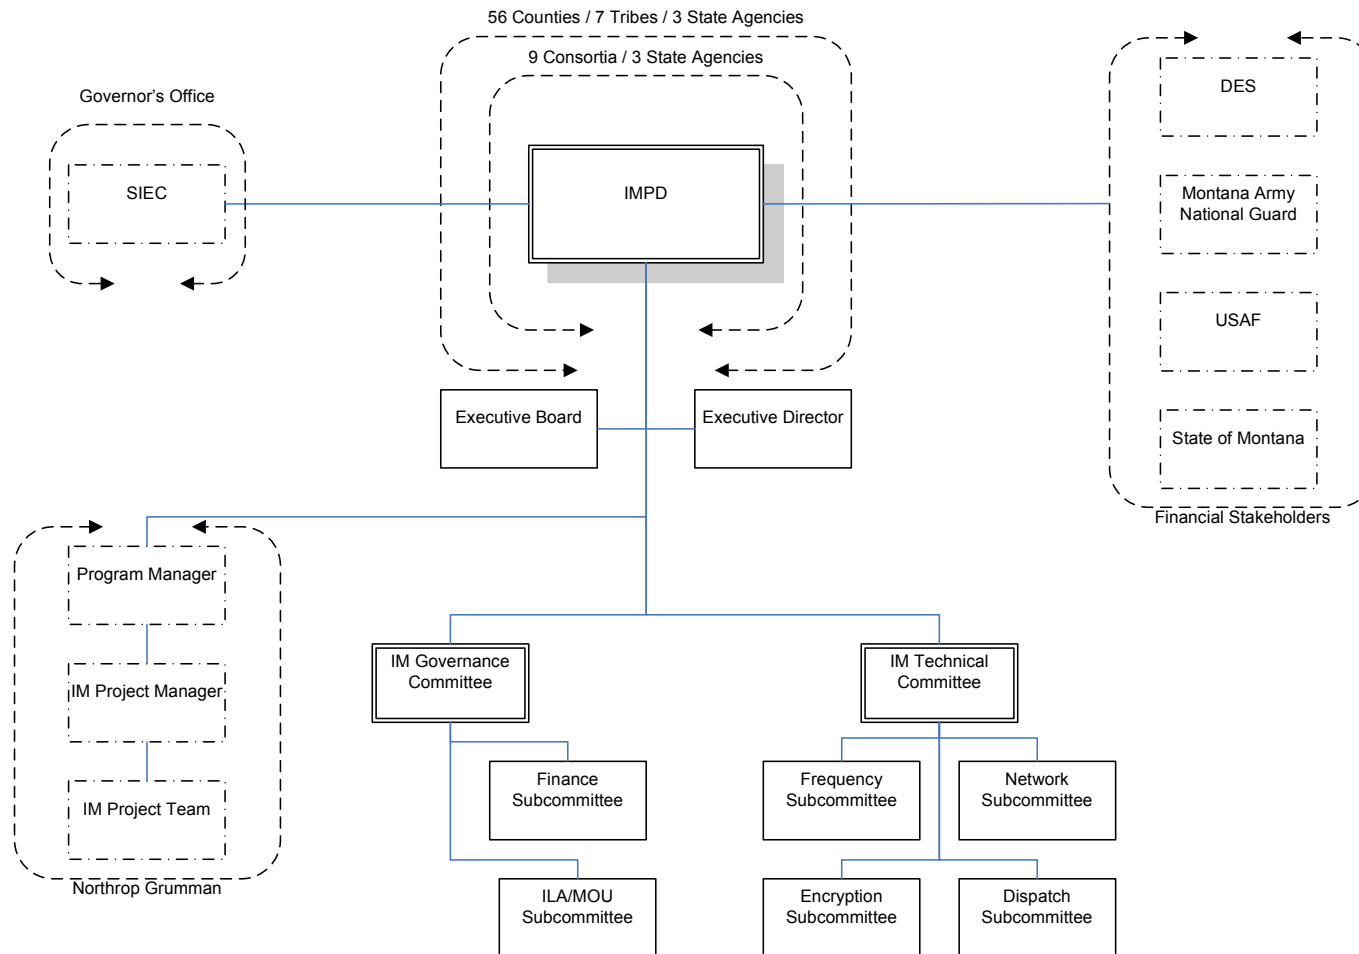 56 Counties / 7 Tribes / 3 State Agencies
9 Consortia / 3 State Agencies
Governor's Office
SIEC
IMPD
DES
Montana Army
National Guard
USAF
State of Montana
Financial Stakeholders
Executive Board
Executive Director
Program Manager
IM Project Manager
IM Project Team
Northrop Grumman
IM Governance
Committee
IM Technical
Committee
Finance
Subcommittee
Frequency
Subcommittee
Network
Subcommittee
ILA/MOU
Subcommittee
Encryption
Subcommittee
Dispatch
Subcommittee